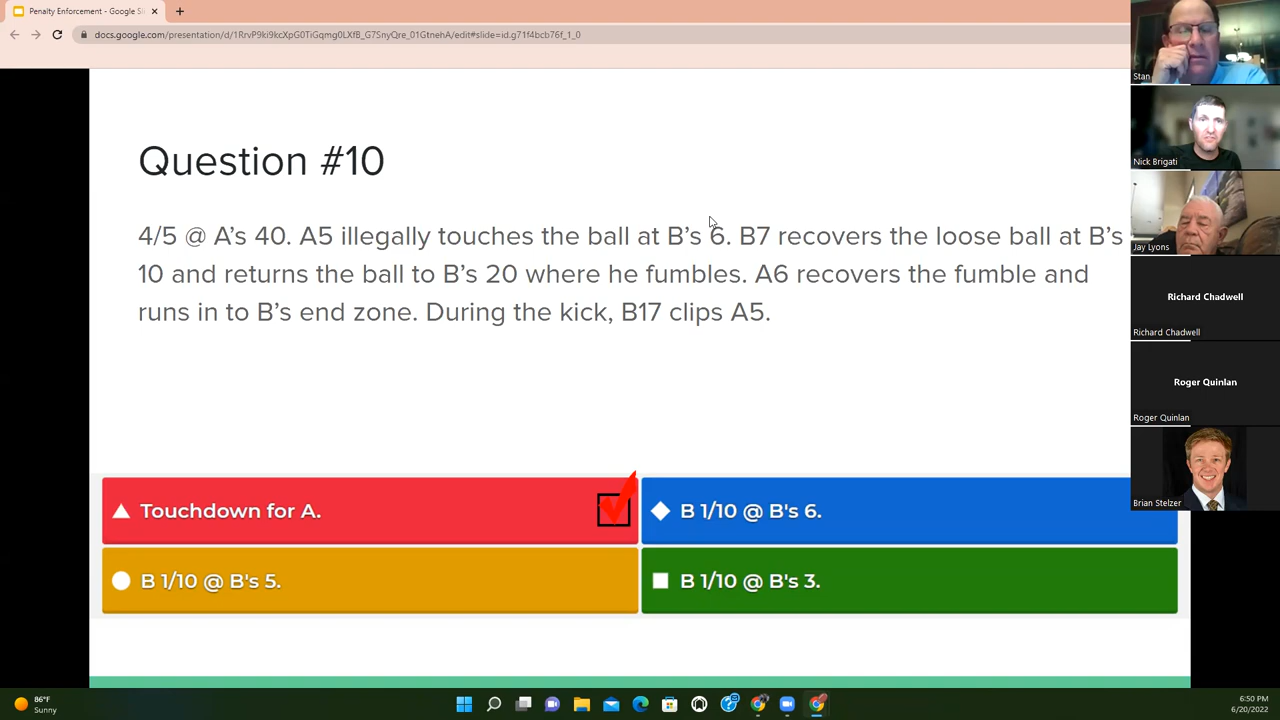 Penalty Enforcement - Google Sli
docs.google.com/presentation/d/1RrvP9ki9kcXpG0TiGqmg0LXfB_G7SnyQre_01GtnehA/edit#slide=id.g71f4bcb76f_1_0
Stan
Nick Brigati
Jay Lyons
Richard Chadwell
Richard Chadwell
Roger Quinlan
Roger Quinlan
Brian Stelzer
Question #10
4/5 @ A's 40. A5 illegally touches the ball at B's 6. B7 recovers the loose ball at B's
10 and returns the ball to B's 20 where he fumbles. A6 recovers the fumble and
runs in to B's end zone. During the kick, B17 clips A5.
Touchdown for A.
B 1/10 @ B's 6.
B 1/10 @ B's 5.
B 1/10 @ B's 3.
86°F
Sunny
6:50 PM
6/20/2022